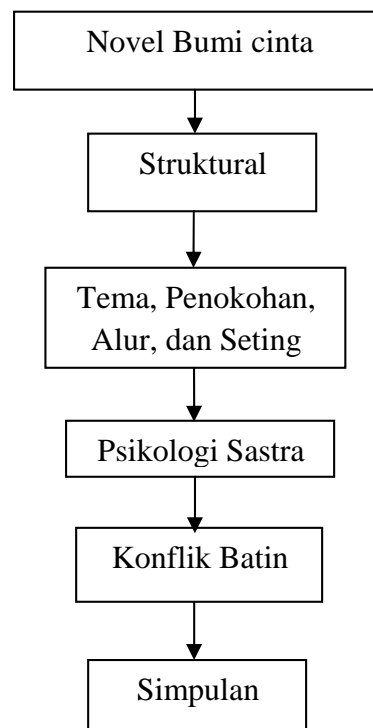 Novel Bumi cinta
Struktural
Tema, Penokohan,
Alur, dan Seting
Psikologi Sastra
Konflik Batin
Simpulan